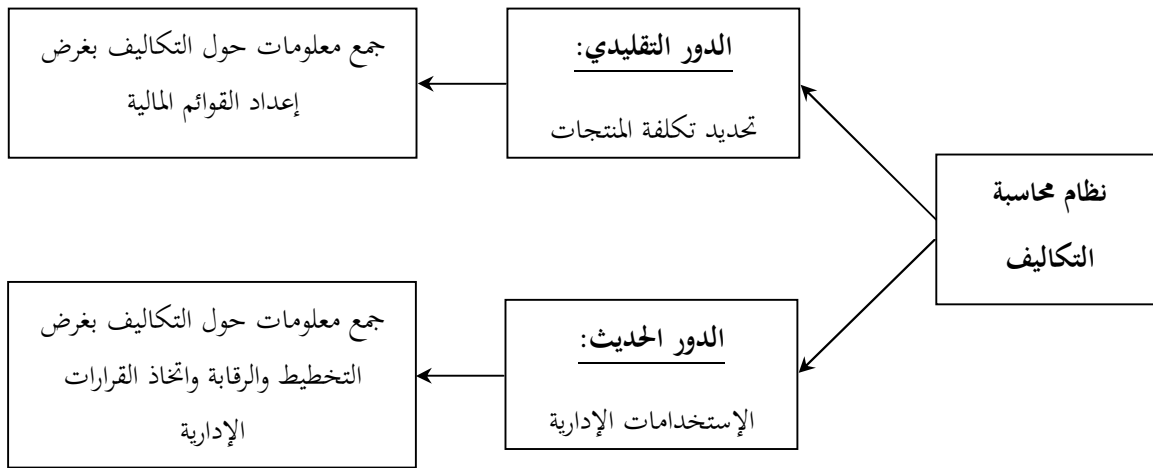 نظام محاسبة
التكاليف
الدور التقليدي:
تحديد تكلفة المنتجات
جمع معلومات حول التكاليف بغرض
إعداد القوائم المالية
الدور الحديث:
الإستخدامات الإدارية
جمع معلومات حول التكاليف بغرض
التخطيط والرقابة واتخاذ القرارات
الإدارية